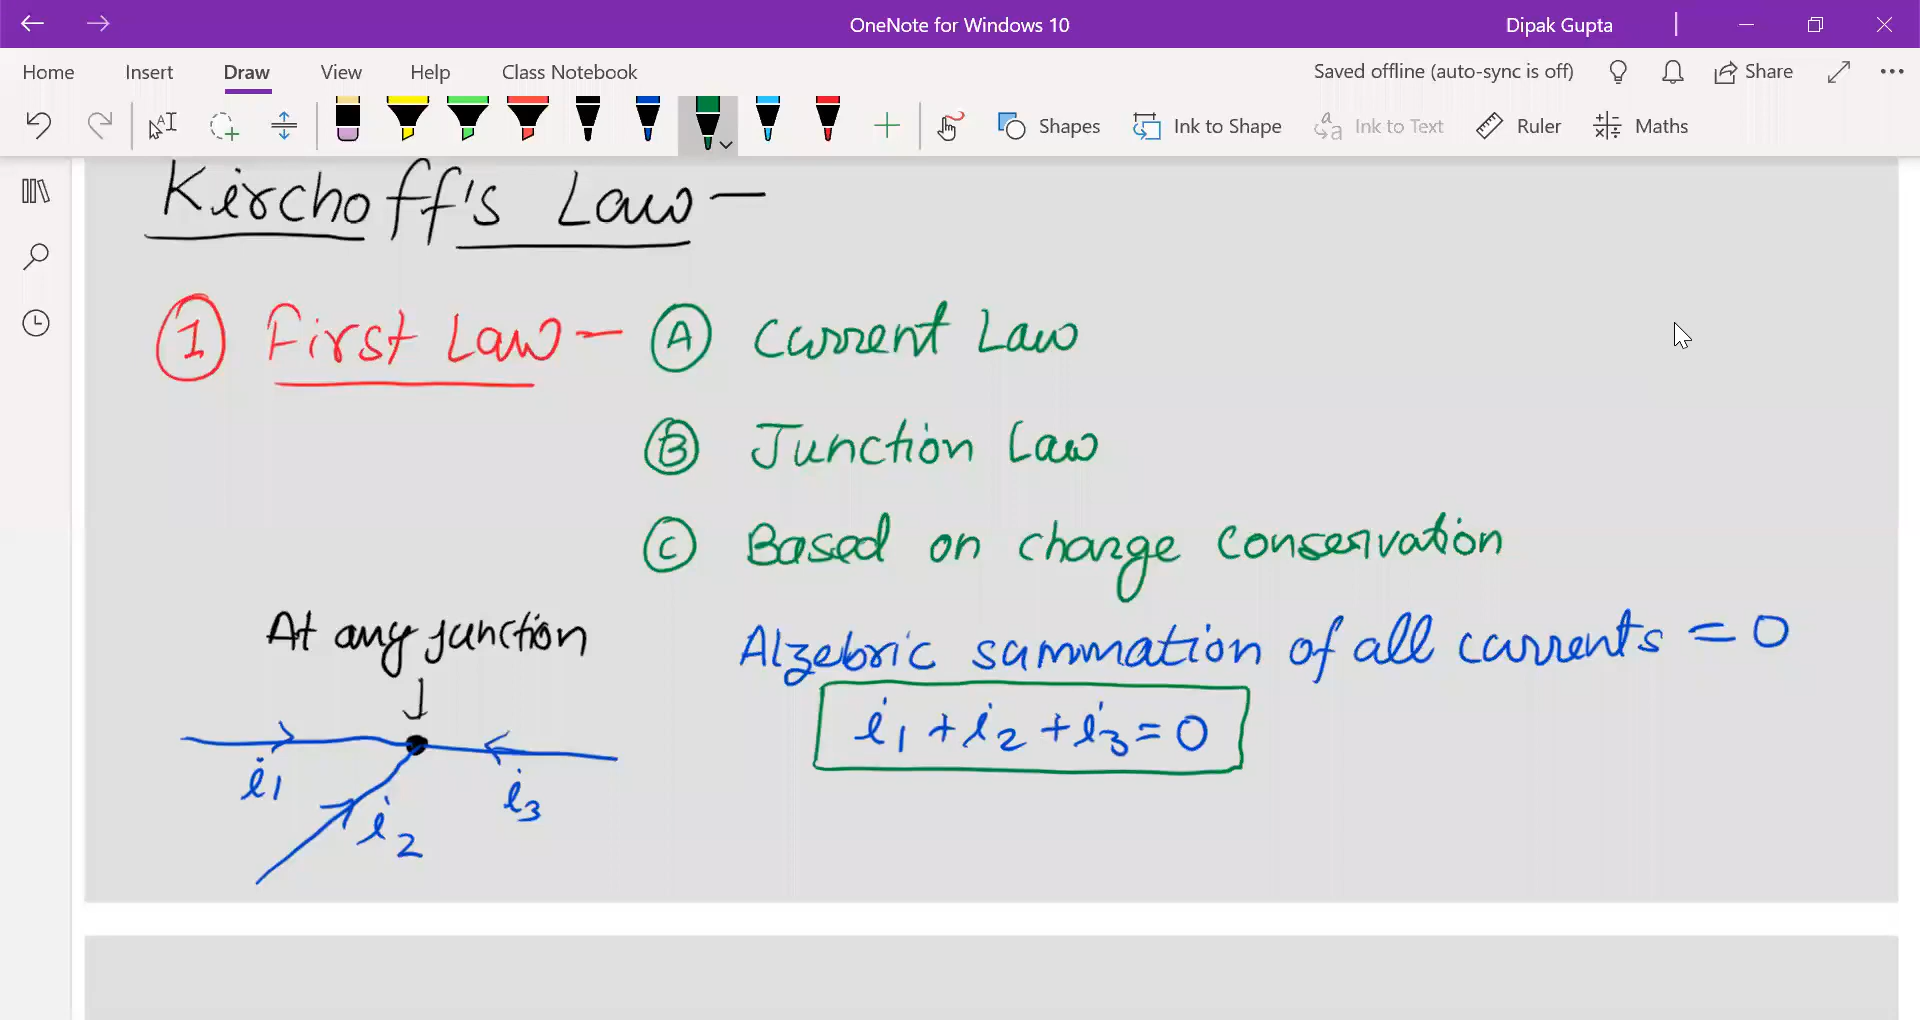 OneNote for Windows 10
Dipak Gupta
Home Insert Draw View Help Class Notebook
Saved offline (auto-sync is off) Share
Shapes Ink to Shape Ink to Text Ruler Maths
Kirchoff's Law-
1 First Law - A Current Law
B Junction Law
C Based on charge conservation
At any junction
Alzebric summation of all currents = 0
i₁ + i₂ + i₃ = 0
i₁ i₂ i₃